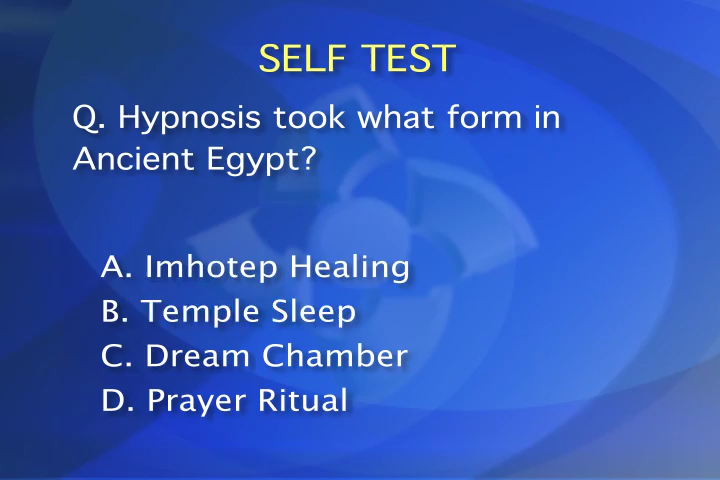 SELF TEST
Q. Hypnosis took what form in
Ancient Egypt?
A. Imhotep Healing
B. Temple Sleep
C. Dream Chamber
D. Prayer Ritual